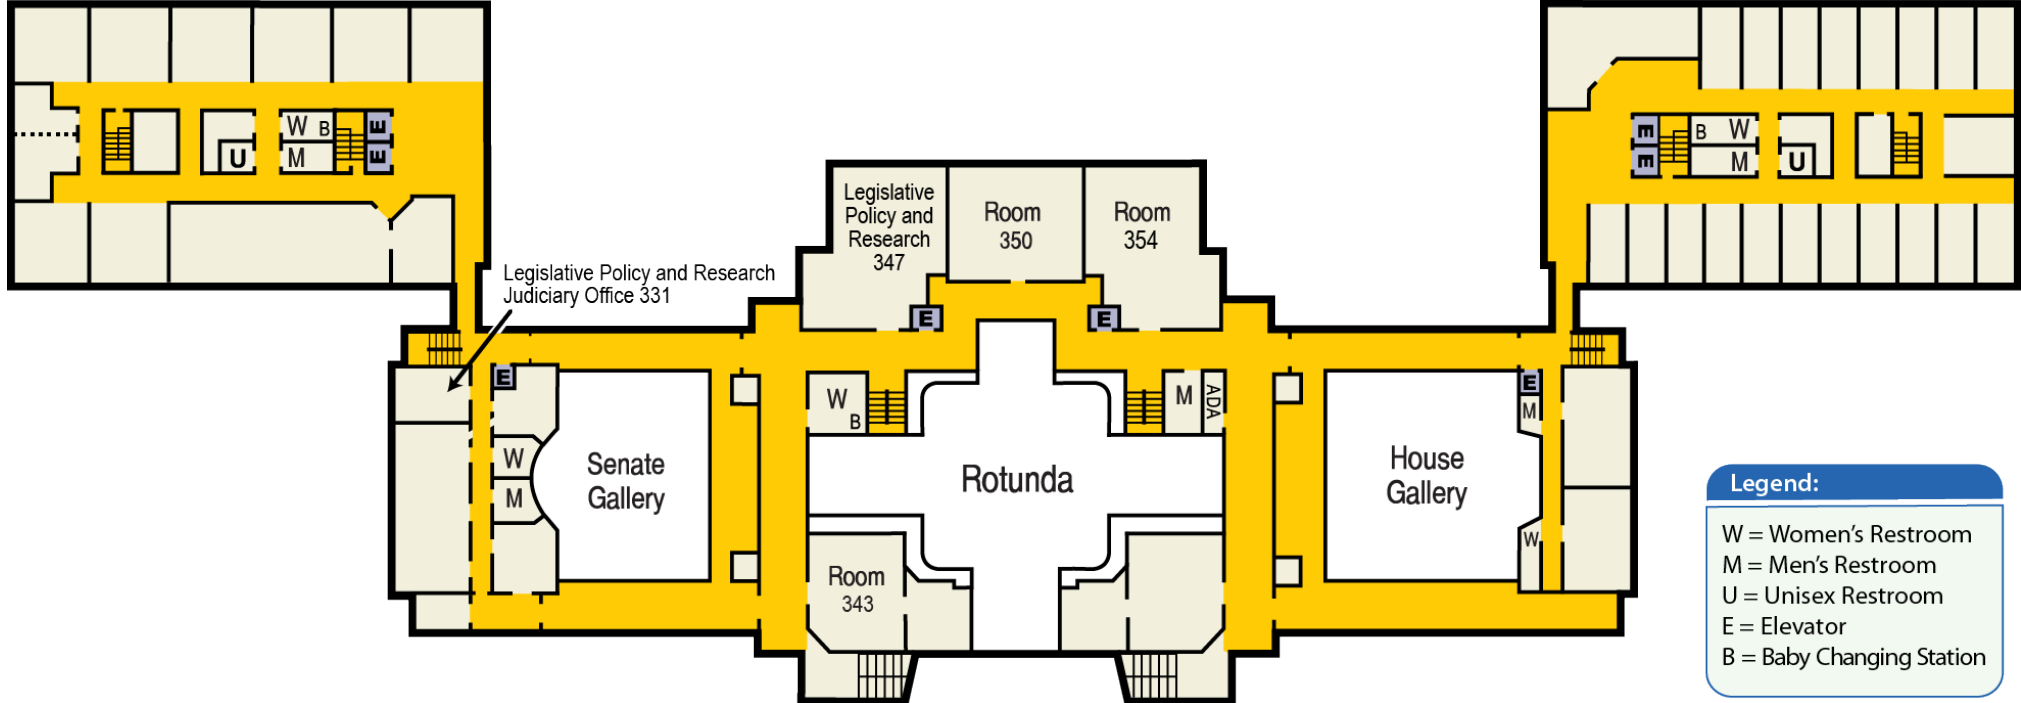 W B
M
U
E
E
E
E
B W
M
U
Legislative
Policy and
Research
347
Room
350
Room
354
Legislative Policy and Research
Judiciary Office 331
E
E
E
W
B
M
ADA
E
M
W
M
Senate
Gallery
Rotunda
House
Gallery
W
Room
343
Legend:
W = Women's Restroom
M = Men's Restroom
U = Unisex Restroom
E = Elevator
B = Baby Changing Station